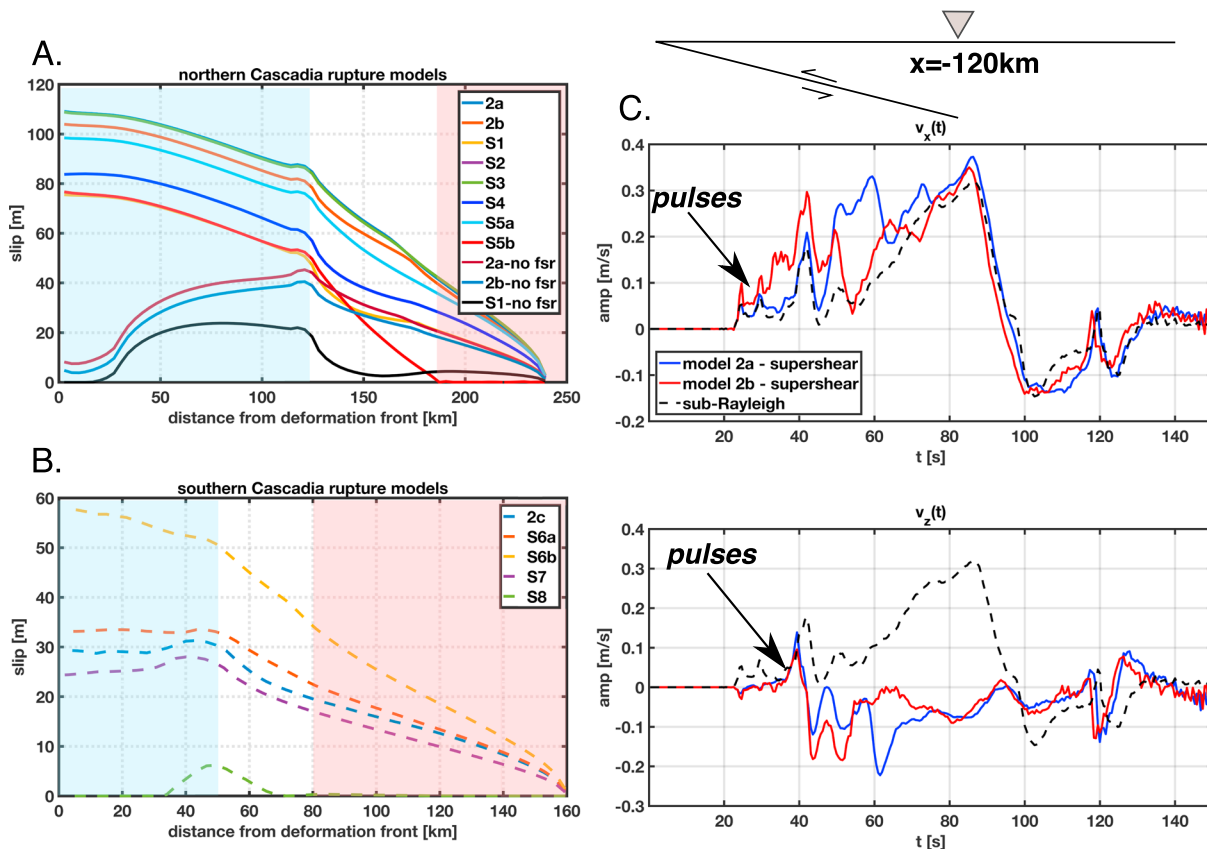 A.
northern Cascadia rupture models
120
100
80
60
40
20
0
slip [m]
0 50 100 150 200 250
distance from deformation front [km]
2a
2b
S1
S2
S3
S4
S5a
S5b
2a-no fsr
2b-no fsr
S1-no fsr
B.
southern Cascadia rupture models
60
50
40
30
20
10
0
slip [m]
0 20 40 60 80 100 120 140 160
distance from deformation front [km]
2c
S6a
S6b
S7
S8
x=-120km
C.
vx(t)
0.4
0.3
0.2
0.1
0
-0.1
-0.2
amp [m/s]
pulses
model 2a - supershear
model 2b - supershear
sub-Rayleigh
20 40 60 80 100 120 140
t [s]
vz(t)
0.4
0.3
0.2
0.1
0
-0.1
-0.2
-0.3
amp [m/s]
pulses
20 40 60 80 100 120 140
t [s]